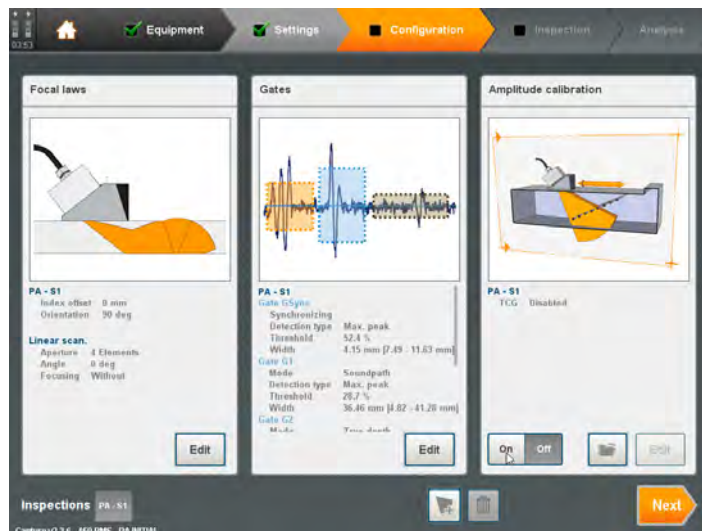 03:53
Equipment
Settings
Configuration
Inspection
Analysis
Focal laws
PA - S1
Index offset 0 mm
Orientation 90 deg
Linear scan.
Aperture 4 Elements
Angle 0 deg
Focusing Without
Edit
Gates
PA - S1
Gate GSync
Synchronizing
Detection type Max. peak
Threshold 52.4 %
Width 4.15 mm [7.49 - 11.63 mm]
Gate G1
Mode Soundpath
Detection type Max. peak
Threshold 28.7 %
Width 36.46 mm [4.82 - 41.28 mm]
Gate G2
Mode True depth
Edit
Amplitude calibration
PA - S1
TCG Disabled
On Off
Edit
Inspections PA - S1
Next